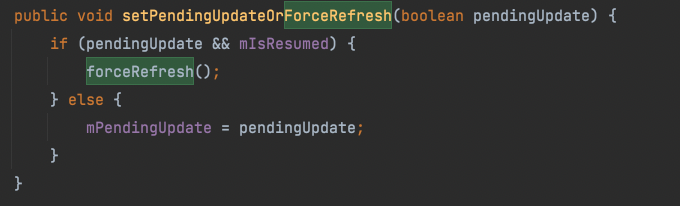 public void setPendingUpdateOrForceRefresh(boolean pendingUpdate) {
    if (pendingUpdate && mIsResumed) {
        forceRefresh();
    } else {
        mPendingUpdate = pendingUpdate;
    }
}